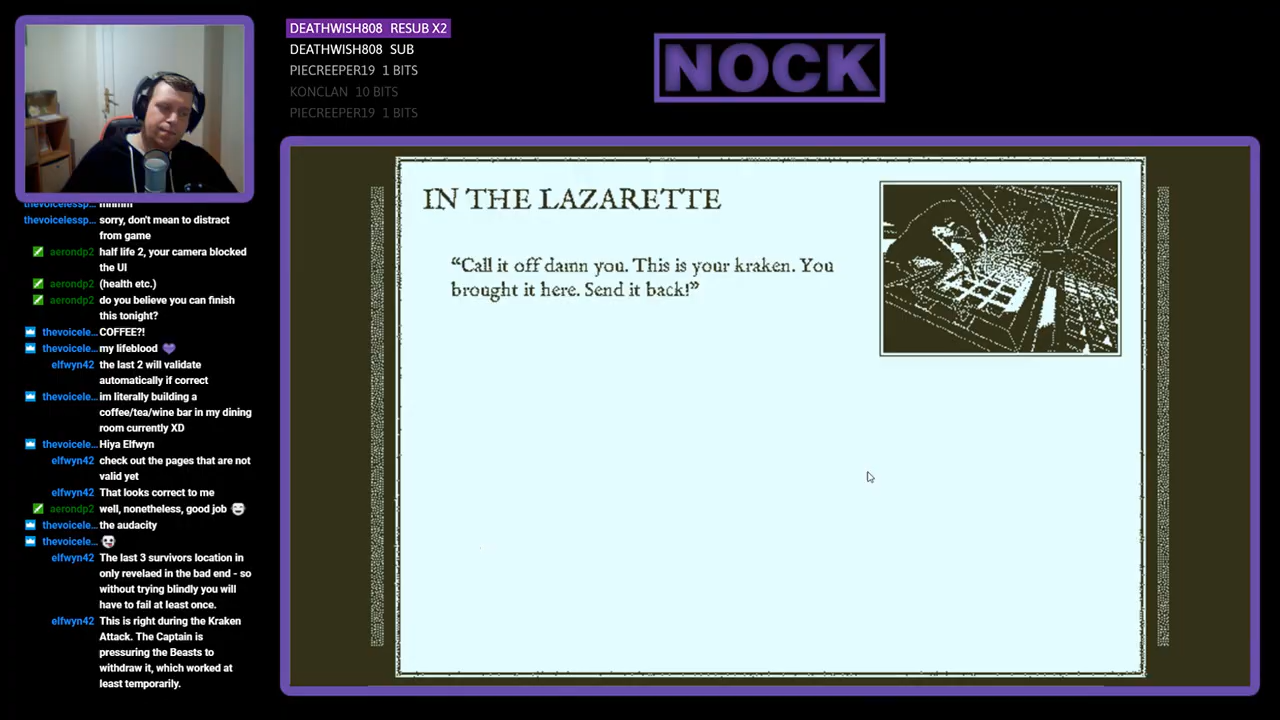 DEATHWISH808 RESUB X2
DEATHWISH808 SUB
PIECREEPER19 1 BITS
KONCLAN 10 BITS
PIECREEPER19 1 BITS
NOCK
thevoicelessp...
thevoicelessp... sorry, don't mean to distract
from game
aerondp2 half life 2, your camera blocked
the UI
aerondp2 (health etc.)
aerondp2 do you believe you can finish
this tonight?
thevoicele... COFFEE?!
thevoicele... my lifeblood
elfwyn42 the last 2 will validate
automatically if correct
thevoicele... im literally building a
coffee/tea/wine bar in my dining
room currently XD
thevoicele... Hiya Elfwyn
elfwyn42 check out the pages that are not
valid yet
elfwyn42 That looks correct to me
aerondp2 well, nonetheless, good job
thevoicele... the audacity
thevoicele...
elfwyn42 The last 3 survivors location in
only revelaed in the bad end - so
without trying blindly you will
have to fail at least once.
elfwyn42 This is right during the Kraken
Attack. The Captain is
pressuring the Beasts to
withdraw it, which worked at
least temporarily.
IN THE LAZARETTE
“Call it off damn you. This is your kraken. You
brought it here. Send it back!”